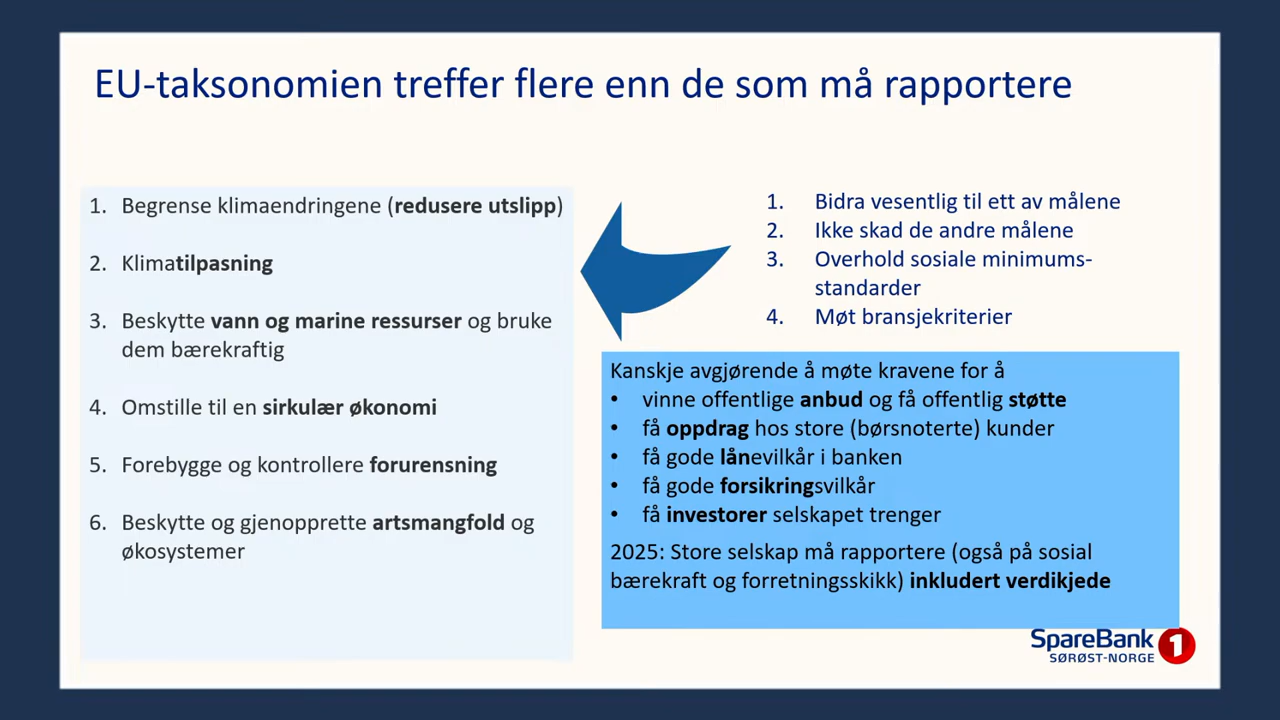 EU-taksonomien treffer flere enn de som må rapportere
1. Begrense klimaendringene (redusere utslipp)
2. Klimatilpasning
3. Beskytte vann og marine ressurser og bruke
dem bærekraftig
4. Omstille til en sirkulær økonomi
5. Forebygge og kontrollere forurensning
6. Beskytte og gjenopprette artsmangfold og
økosystemer
1. Bidra vesentlig til ett av målene
2. Ikke skad de andre målene
3. Overhold sosiale minimums-
standarder
4. Møt bransjekriterier
Kanskje avgjørende å møte kravene for å
• vinne offentlige anbud og få offentlig støtte
• få oppdrag hos store (børsnoterte) kunder
• få gode lånevilkår i banken
• få gode forsikringsvilkår
• få investorer selskapet trenger
2025: Store selskap må rapportere (også på sosial
bærekraft og forretningsskikk) inkludert verdikjede
SpareBank 1
SØRØST-NORGE